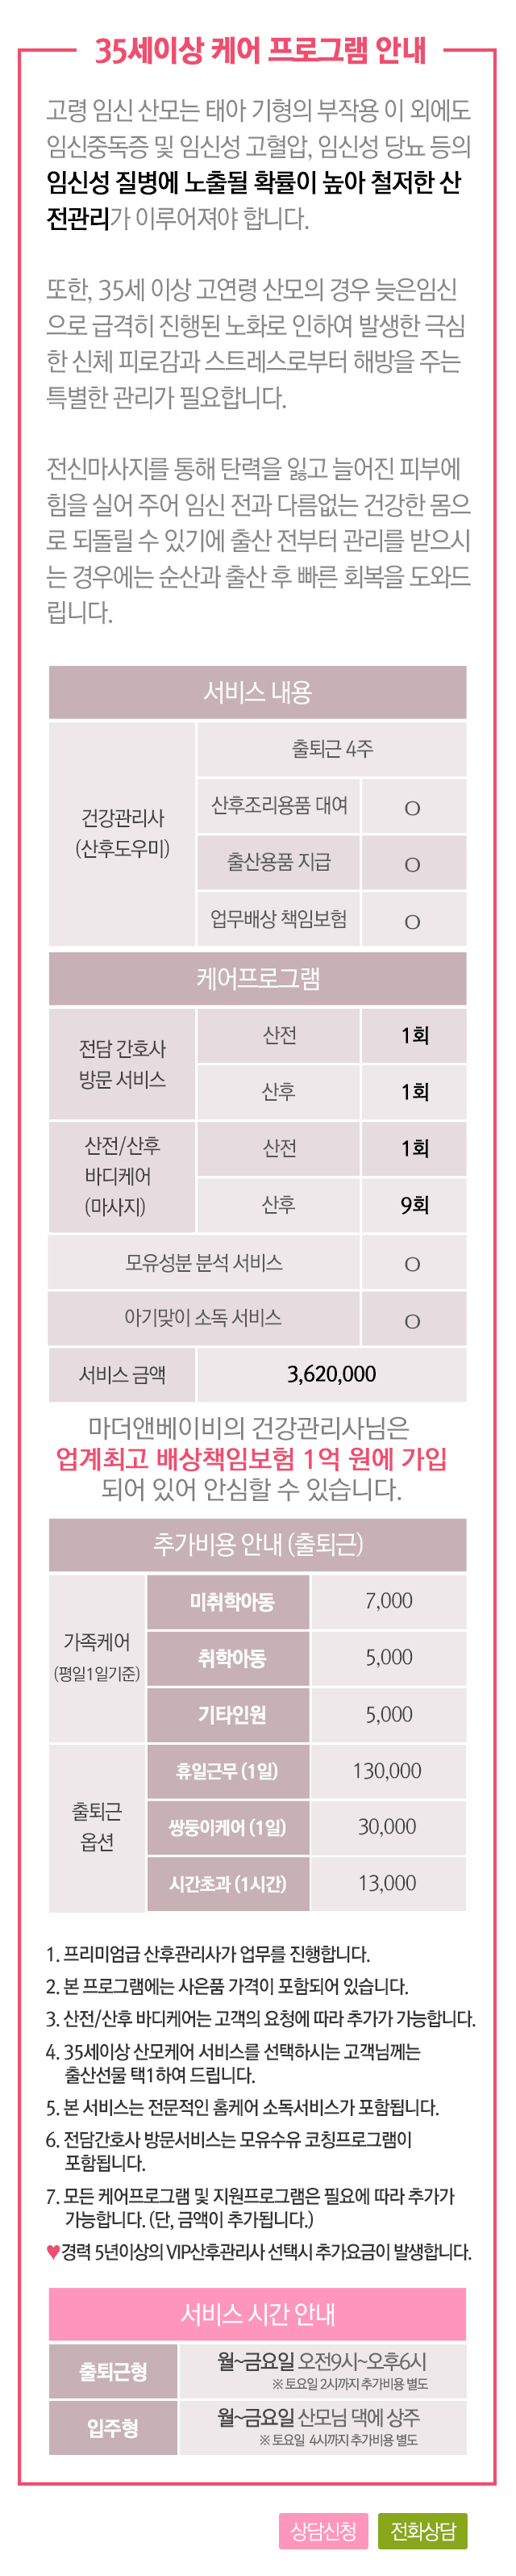 35세이상 케어 프로그램 안내
고령 임신 산모는 태아 기형의 부작용 이 외에도
임신중독증 및 임신성 고혈압, 임신성 당뇨 등의
임신성 질병에 노출될 확률이 높아 철저한 산
전관리가 이루어져야 합니다.
또한, 35세 이상 고연령 산모의 경우 늦은임신
으로 급격히 진행된 노화로 인하여 발생한 극심
한 신체 피로감과 스트레스로부터 해방을 주는
특별한 관리가 필요합니다.
전신마사지를 통해 탄력을 잃고 늘어진 피부에
힘을 실어 주어 임신 전과 다름없는 건강한 몸으
로 되돌릴 수 있기에 출산 전부터 관리를 받으시
는 경우에는 순산과 출산 후 빠른 회복을 도와드
립니다.
서비스 내용
건강관리사
(산후도우미)
출퇴근 4주
산후조리용품 대여 O
출산용품 지급 O
업무배상 책임보험 O
케어프로그램
전담 간호사
방문 서비스
산전 1회
산후 1회
산전/산후
바디케어
(마사지)
산전 1회
산후 9회
모유성분 분석 서비스 O
아기맞이 소독 서비스 O
서비스 금액 3,620,000
마더앤베이비의 건강관리사님은
업계최고 배상책임보험 1억 원에 가입
되어 있어 안심할 수 있습니다.
추가비용 안내 (출퇴근)
가족케어
(평일1일기준)
미취학아동 7,000
취학아동 5,000
기타인원 5,000
출퇴근
옵션
휴일근무 (1일) 130,000
쌍둥이케어 (1일) 30,000
시간초과 (1시간) 13,000
1. 프리미엄급 산후관리사가 업무를 진행합니다.
2. 본 프로그램에는 사은품 가격이 포함되어 있습니다.
3. 산전/산후 바디케어는 고객의 요청에 따라 추가가 가능합니다.
4. 35세이상 산모케어 서비스를 선택하시는 고객님께는
출산선물 택1하여 드립니다.
5. 본 서비스는 전문적인 홈케어 소독서비스가 포함됩니다.
6. 전담간호사 방문서비스는 모유수유 코칭프로그램이
포함됩니다.
7. 모든 케어프로그램 및 지원프로그램은 필요에 따라 추가가
가능합니다. (단, 금액이 추가됩니다.)
♥경력 5년이상의 VIP산후관리사 선택시 추가요금이 발생합니다.
서비스 시간 안내
출퇴근형
월~금요일 오전9시~오후6시
※ 토요일 2시까지 추가비용 별도
입주형
월~금요일 산모님 댁에 상주
※ 토요일 4시까지 추가비용 별도
상담신청 전화상담